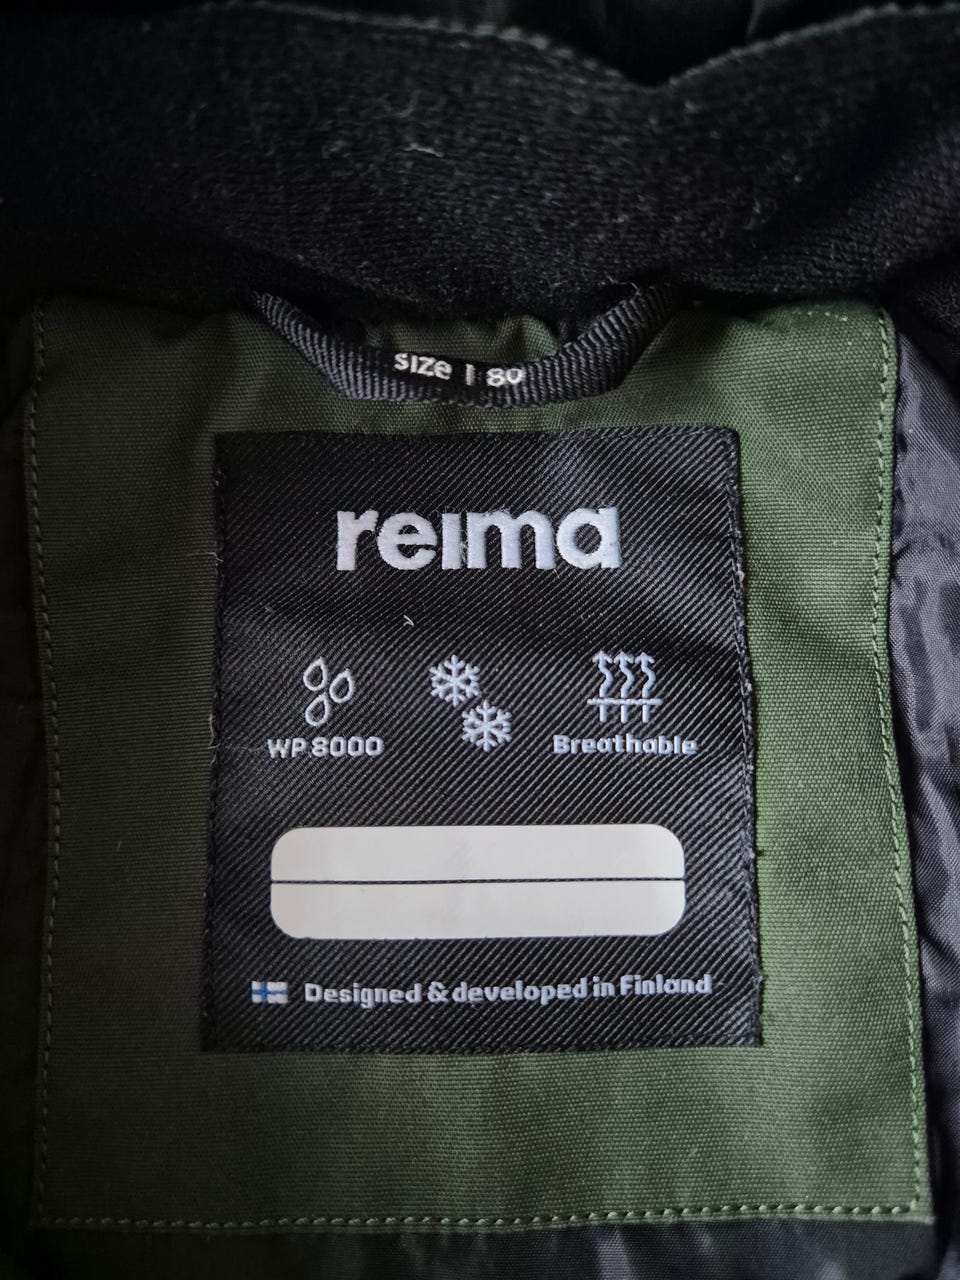 size | 80
reima
WP 8000
Breathable
Designed & developed in Finland